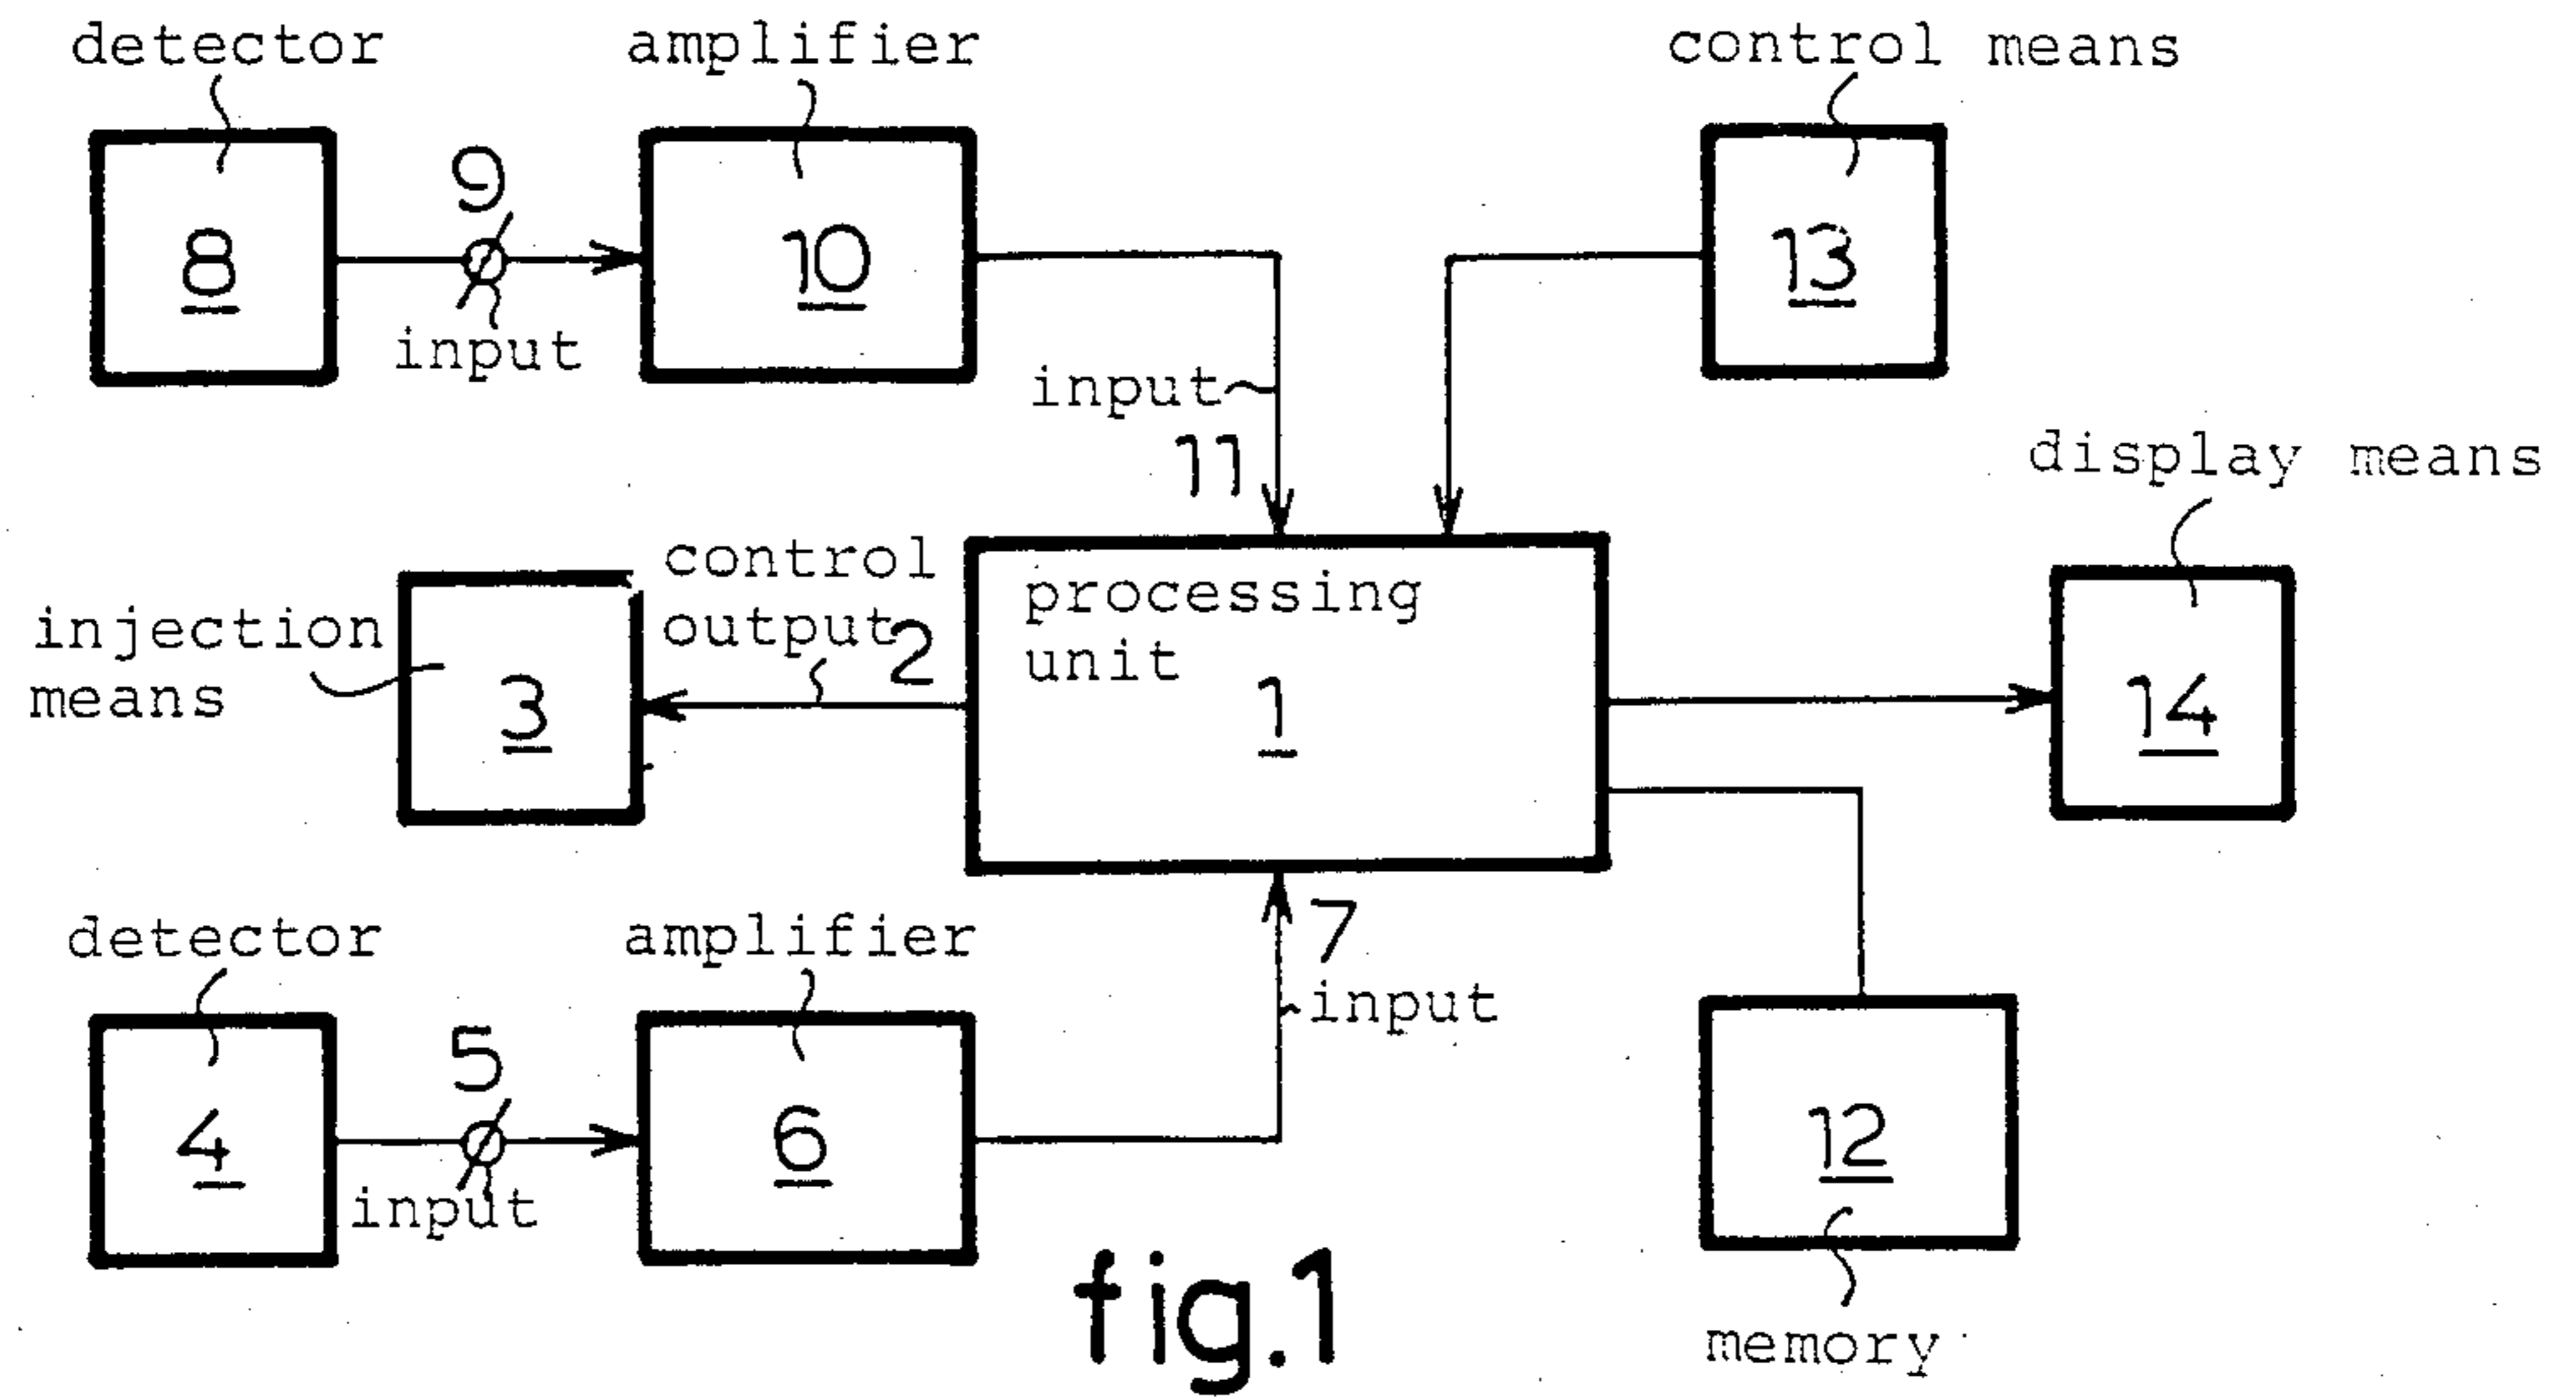 detector
amplifier
control means
8
9
input
10
input
11
13
display means
14
injection
means
3
control
output
2
processing
unit
1
7
input
detector
4
5
input
amplifier
6
12
memory
fig.1